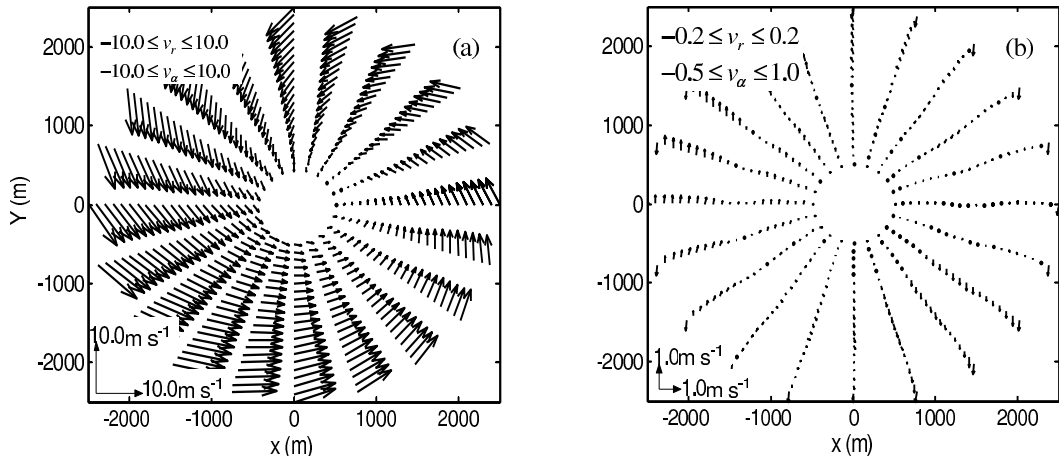 2500
(a)
−10.0 ≤ v_r ≤ 10.0
−10.0 ≤ v_α ≤ 10.0
1000
0
Y (m)
-1000
10.0m s⁻¹
-2000
10.0m s⁻¹
-2000 -1000 0 1000 2000
x (m)
2000
(b)
−0.2 ≤ v_r ≤ 0.2
−0.5 ≤ v_α ≤ 1.0
1000
0
-1000
1.0m s⁻¹
-2000
1.0m s⁻¹
-2000 -1000 0 1000 2000
x (m)